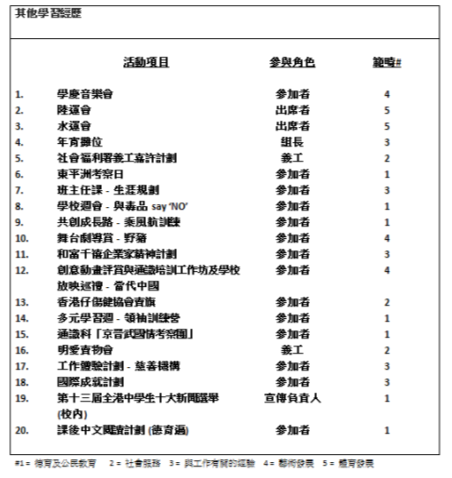 其他學習經歷
活動項目 參與角色 範疇#
1. 學慶音樂會 參加者 4
2. 陸運會 出席者 5
3. 水運會 出席者 5
4. 年宵攤位 組長 3
5. 社會福利署義工嘉許計劃 義工 2
6. 東平洲考察日 參加者 1
7. 班主任課 - 生涯規劃 參加者 3
8. 學校週會 - 與毒品 say 'NO' 參加者 1
9. 共創成長路 - 乘風航訓練 參加者 1
10. 舞台劇導賞 - 野豬 參加者 4
11. 和富千禧企業家精神計劃 參加者 3
12. 創意動畫評賞與通識培訓工作坊及學校 參加者 4
放映巡禮 - 當代中國
13. 香港仔傷健協會賣旗 參加者 2
14. 多元學習週 - 領袖訓練營 參加者 1
15. 通識科「京晉武國情考察團」 參加者 1
16. 明愛賣物會 義工 2
17. 工作體驗計劃 - 慈善機構 參加者 3
18. 國際成就計劃 參加者 3
19. 第十三屆全港中學生十大新聞選舉 宣傳負責人 1
(校內)
20. 課後中文閱讀計劃 (德育篇) 參加者 1
#1 = 德育及公民教育 2 = 社會服務 3 = 與工作有關的經驗 4 = 藝術發展 5 = 體育發展